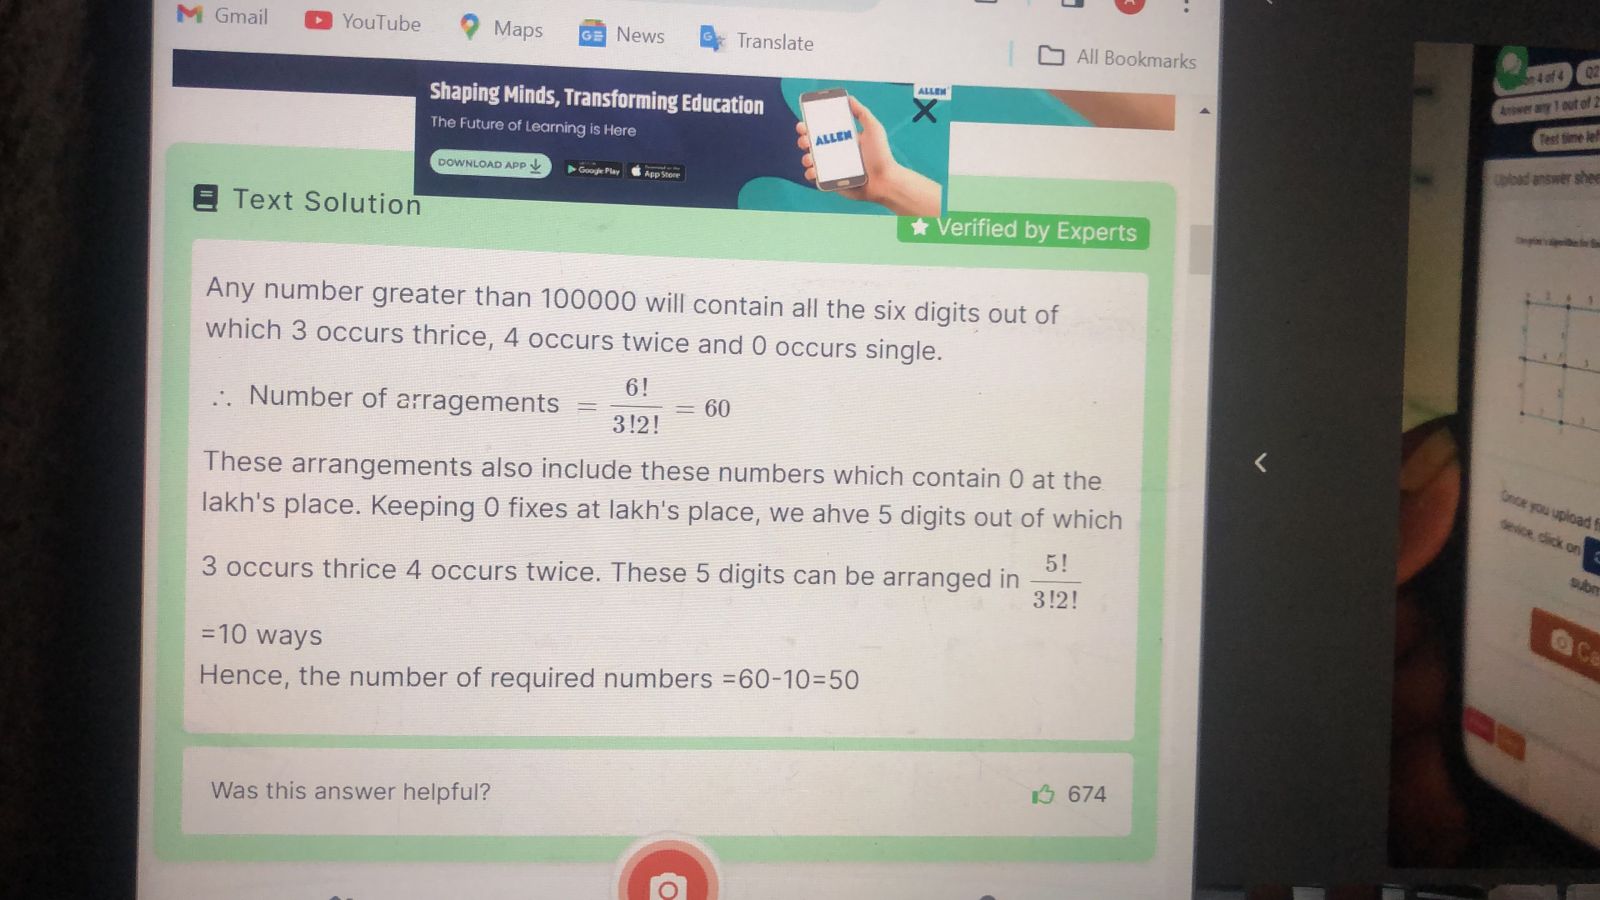 Gmail
YouTube
Maps
News
Translate
All Bookmarks
Shaping Minds, Transforming Education
The Future of Learning is Here
DOWNLOAD APP
Google Play
App Store
ALLEN
ALLEN
Text Solution
Verified by Experts
Any number greater than 100000 will contain all the six digits out of
which 3 occurs thrice, 4 occurs twice and 0 occurs single.
∴ Number of arragements = 6!/3!2! = 60
These arrangements also include these numbers which contain 0 at the
lakh's place. Keeping 0 fixes at lakh's place, we ahve 5 digits out of which
3 occurs thrice 4 occurs twice. These 5 digits can be arranged in 5!/3!2!
=10 ways
Hence, the number of required numbers =60-10=50
Was this answer helpful?
674
4 of 4
Answer any 1 out of 2
Test time lef
Upload answer shee
Once you upload fi
device, click on
subm
Ca